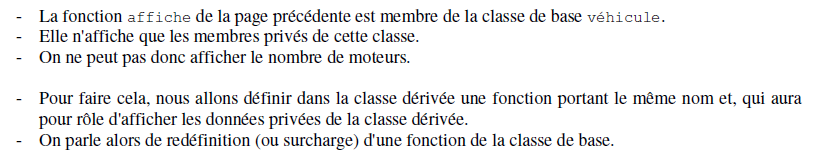 - La fonction affiche de la page précédente est membre de la classe de base véhicule.
- Elle n'affiche que les membres privés de cette classe.
- On ne peut pas donc afficher le nombre de moteurs.
- Pour faire cela, nous allons définir dans la classe dérivée une fonction portant le même nom et, qui aura
pour rôle d'afficher les données privées de la classe dérivée.
- On parle alors de redéfinition (ou surcharge) d'une fonction de la classe de base.